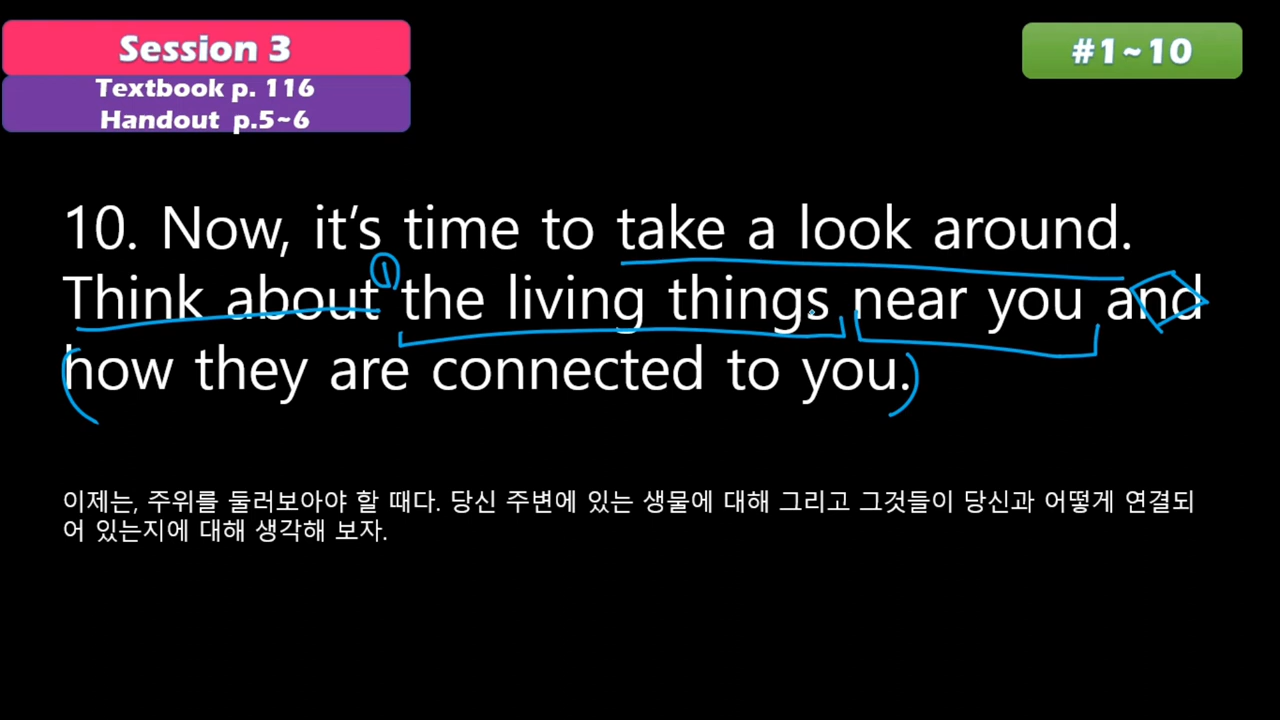 Session 3
Textbook p. 116
Handout p.5~6
#1~10
10. Now, it's time to take a look around.
①
Think about the living things near you and
how they are connected to you.
이제는, 주위를 둘러보아야 할 때다. 당신 주변에 있는 생물에 대해 그리고 그것들이 당신과 어떻게 연결되
어 있는지에 대해 생각해 보자.